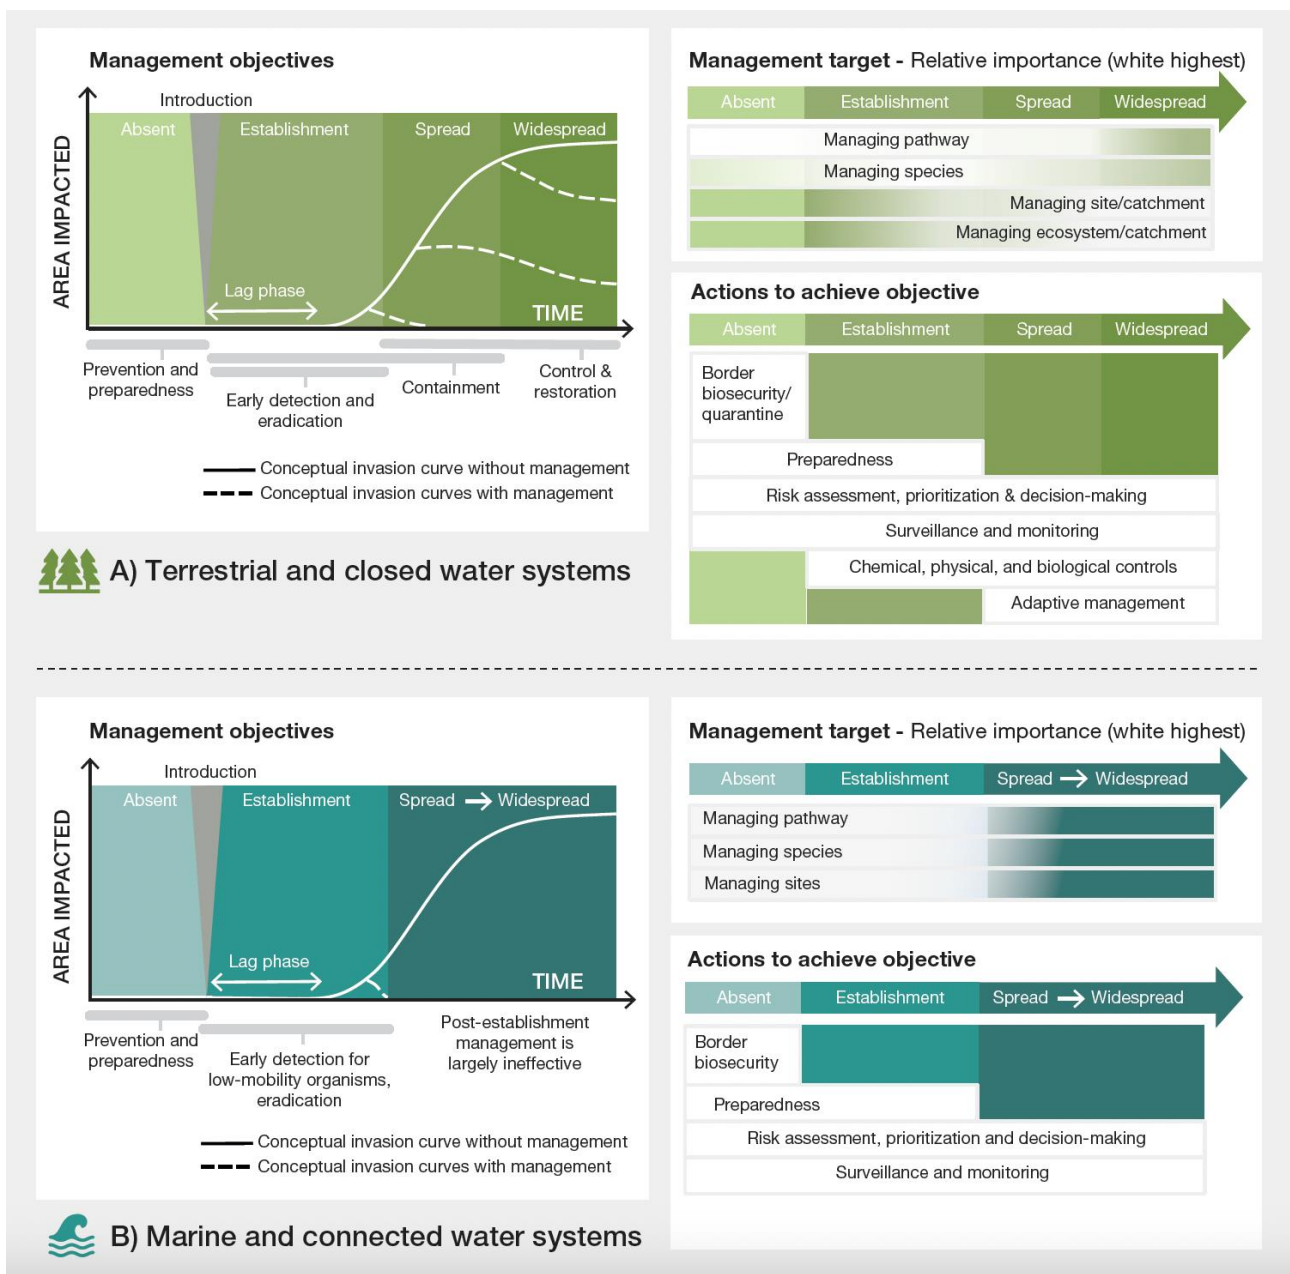 Management objectives
Introduction
Absent
Establishment
Spread
Widespread
AREA IMPACTED
Lag phase
TIME
Prevention and
preparedness
Early detection and
eradication
Containment
Control &
restoration
Conceptual invasion curve without management
Conceptual invasion curves with management
A) Terrestrial and closed water systems
Management target - Relative importance (white highest)
Absent
Establishment
Spread
Widespread
Managing pathway
Managing species
Managing site/catchment
Managing ecosystem/catchment
Actions to achieve objective
Absent
Establishment
Spread
Widespread
Border
biosecurity/
quarantine
Preparedness
Risk assessment, prioritization & decision-making
Surveillance and monitoring
Chemical, physical, and biological controls
Adaptive management
Management objectives
Introduction
Absent
Establishment
Spread → Widespread
AREA IMPACTED
Lag phase
TIME
Prevention and
preparedness
Early detection for
low-mobility organisms,
eradication
Post-establishment
management is
largely ineffective
Conceptual invasion curve without management
Conceptual invasion curves with management
B) Marine and connected water systems
Management target - Relative importance (white highest)
Absent
Establishment
Spread → Widespread
Managing pathway
Managing species
Managing sites
Actions to achieve objective
Absent
Establishment
Spread → Widespread
Border
biosecurity
Preparedness
Risk assessment, prioritization and decision-making
Surveillance and monitoring